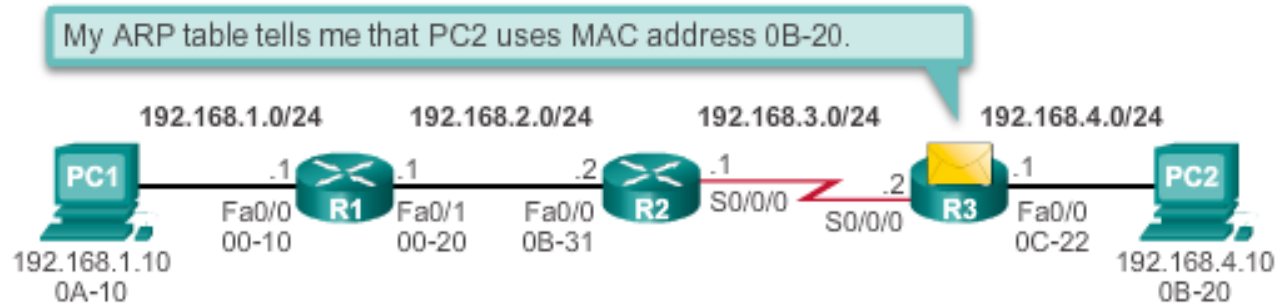 My ARP table tells me that PC2 uses MAC address 0B-20.
192.168.1.0/24 192.168.2.0/24 192.168.3.0/24 192.168.4.0/24
PC1 .1 R1 .1 .2 R2 .1 .2 R3 .1 PC2
Fa0/0 Fa0/1 Fa0/0 S0/0/0 S0/0/0 Fa0/0
00-10 00-20 0B-31 0C-22
192.168.1.10 192.168.4.10
0A-10 0B-20